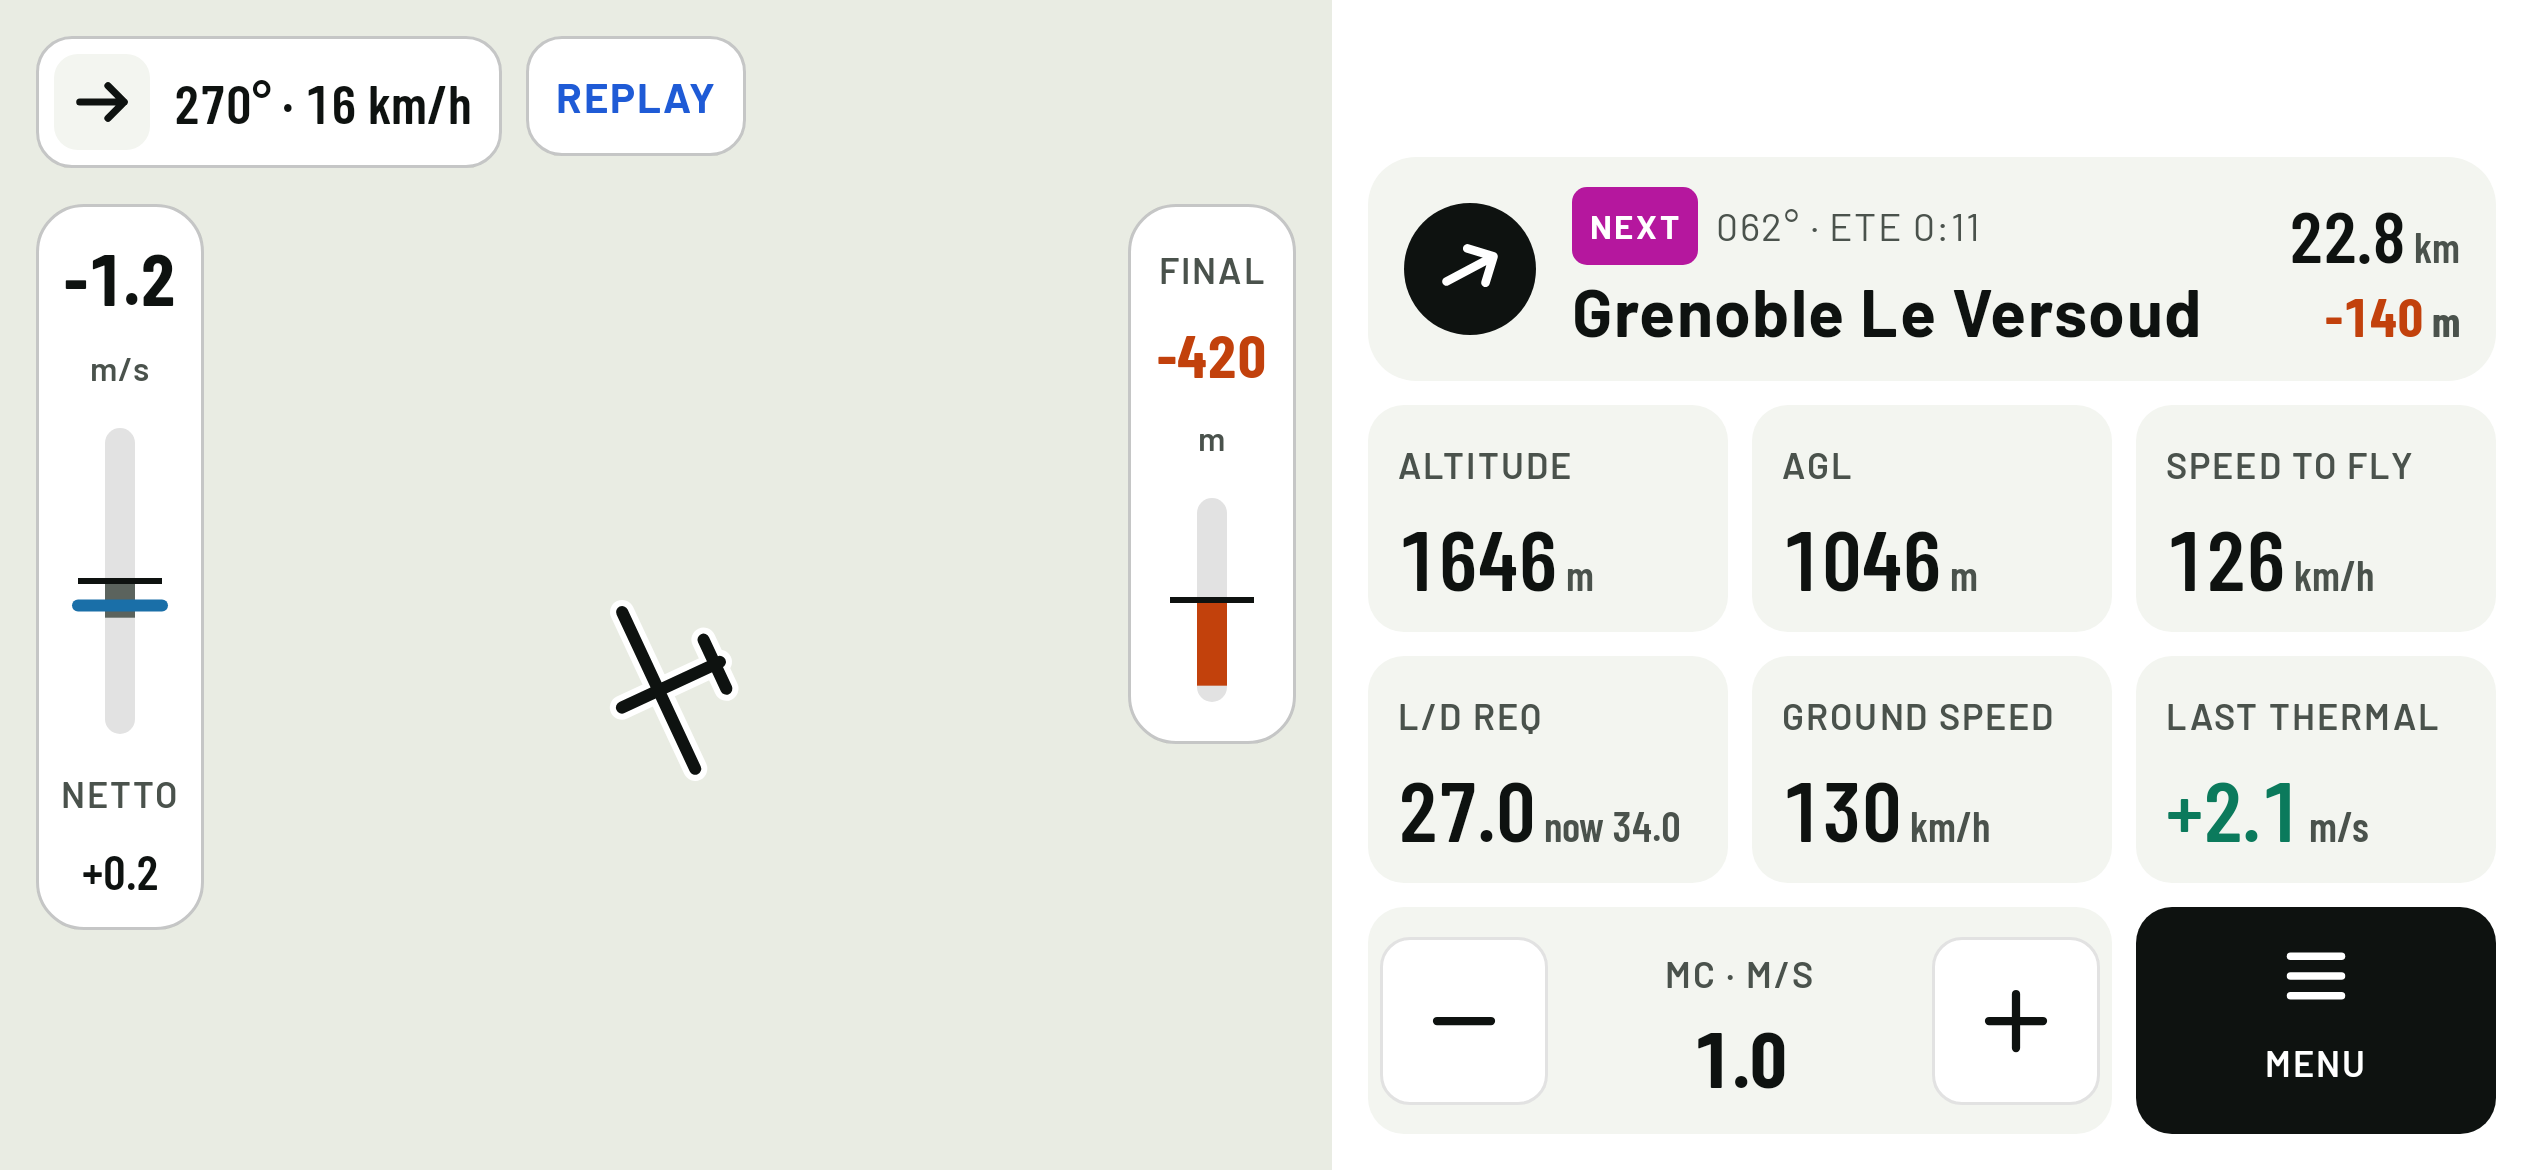 270° · 16 km/h
REPLAY
-1.2
m/s
NETTO
+0.2
FINAL
-420
m
NEXT 062° · ETE 0:11
Grenoble Le Versoud
22.8 km
-140 m
ALTITUDE
1646 m
AGL
1046 m
SPEED TO FLY
126 km/h
L/D REQ
27.0 now 34.0
GROUND SPEED
130 km/h
LAST THERMAL
+2.1 m/s
MC · M/S
1.0
MENU